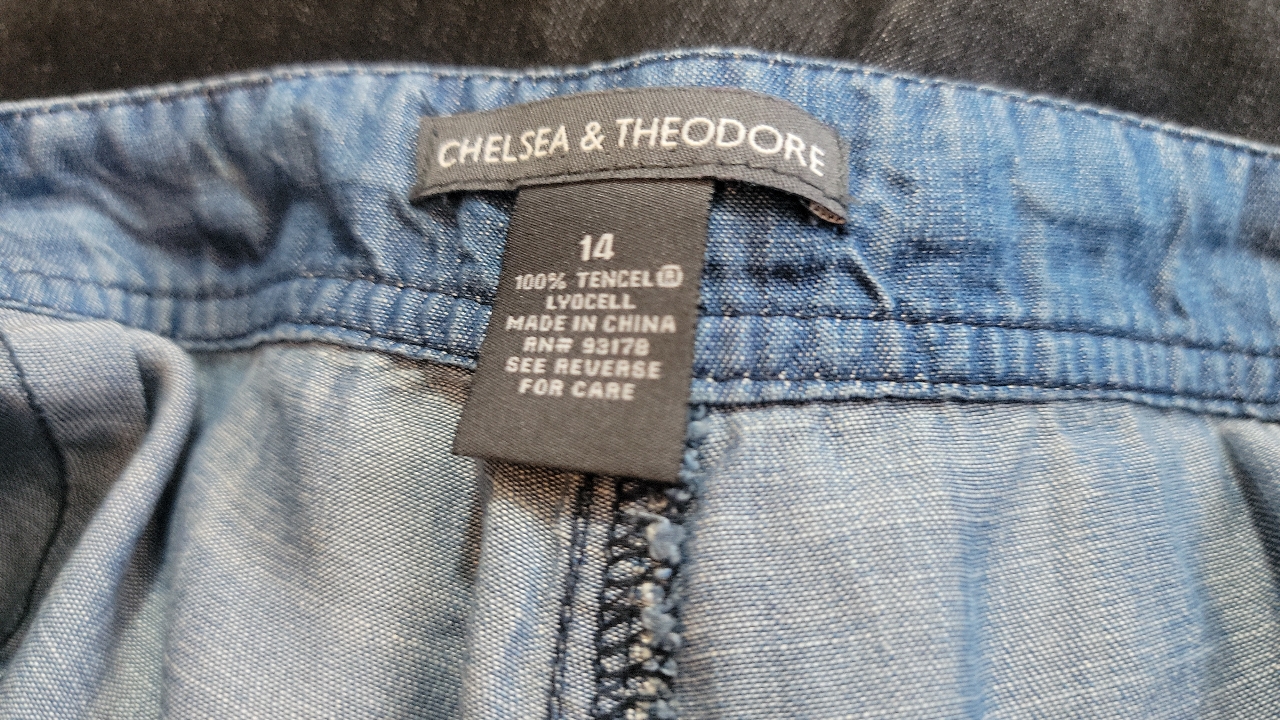 CHELSEA & THEODORE
14
100% TENCEL®
LYOCELL
MADE IN CHINA
RN# 93178
SEE REVERSE
FOR CARE